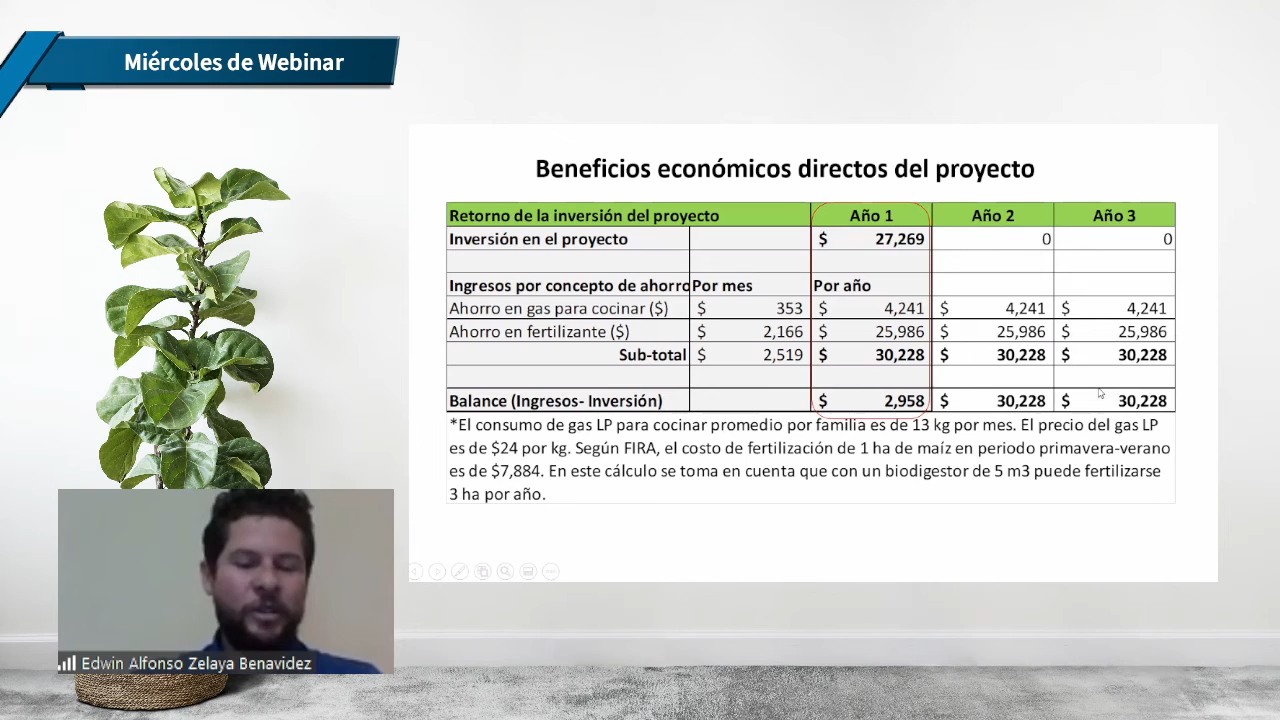 Miércoles de Webinar
Beneficios económicos directos del proyecto
Retorno de la inversión del proyecto Año 1 Año 2 Año 3
Inversión en el proyecto $ 27,269 0 0
Ingresos por concepto de ahorro Por mes Por año
Ahorro en gas para cocinar ($) $ 353 $ 4,241 $ 4,241 $ 4,241
Ahorro en fertilizante ($) $ 2,166 $ 25,986 $ 25,986 $ 25,986
Sub-total $ 2,519 $ 30,228 $ 30,228 $ 30,228
Balance (Ingresos- Inversión) $ 2,958 $ 30,228 $ 30,228
*El consumo de gas LP para cocinar promedio por familia es de 13 kg por mes. El precio del gas LP
es de $24 por kg. Según FIRA, el costo de fertilización de 1 ha de maíz en periodo primavera-verano
es de $7,884. En este cálculo se toma en cuenta que con un biodigestor de 5 m3 puede fertilizarse
3 ha por año.
Edwin Alfonso Zelaya Benavidez